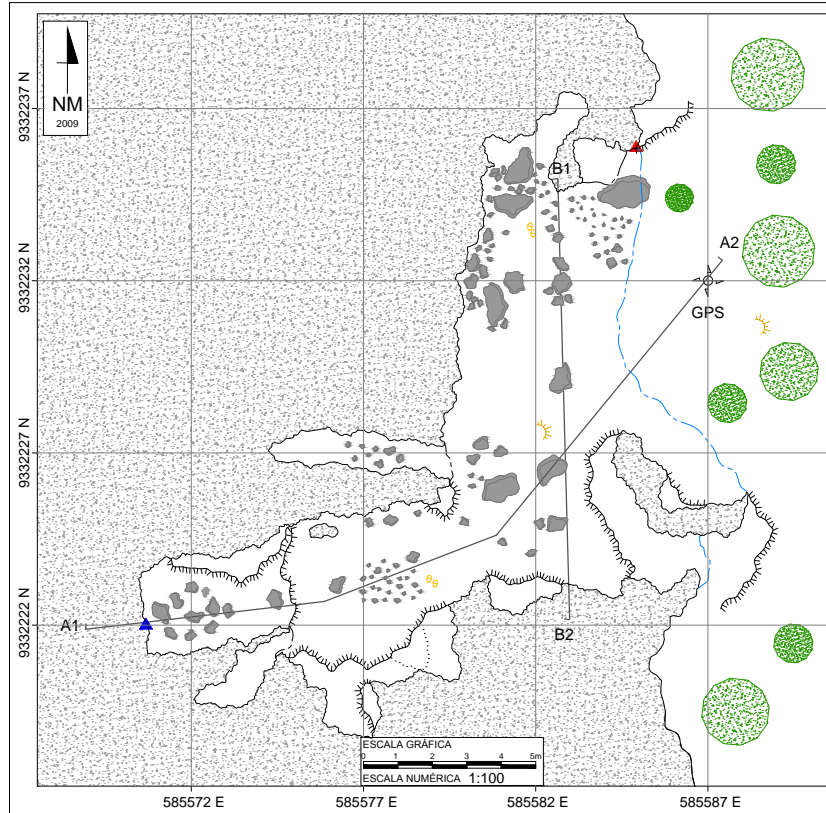 NM
2009
9332237 N
9332232 N
9332227 N
9332222 N
B1
A2
GPS
A1
B2
ESCALA GRÁFICA
0 1 2 3 4 5m
ESCALA NUMÉRICA 1:100
585572 E
585577 E
585582 E
585587 E